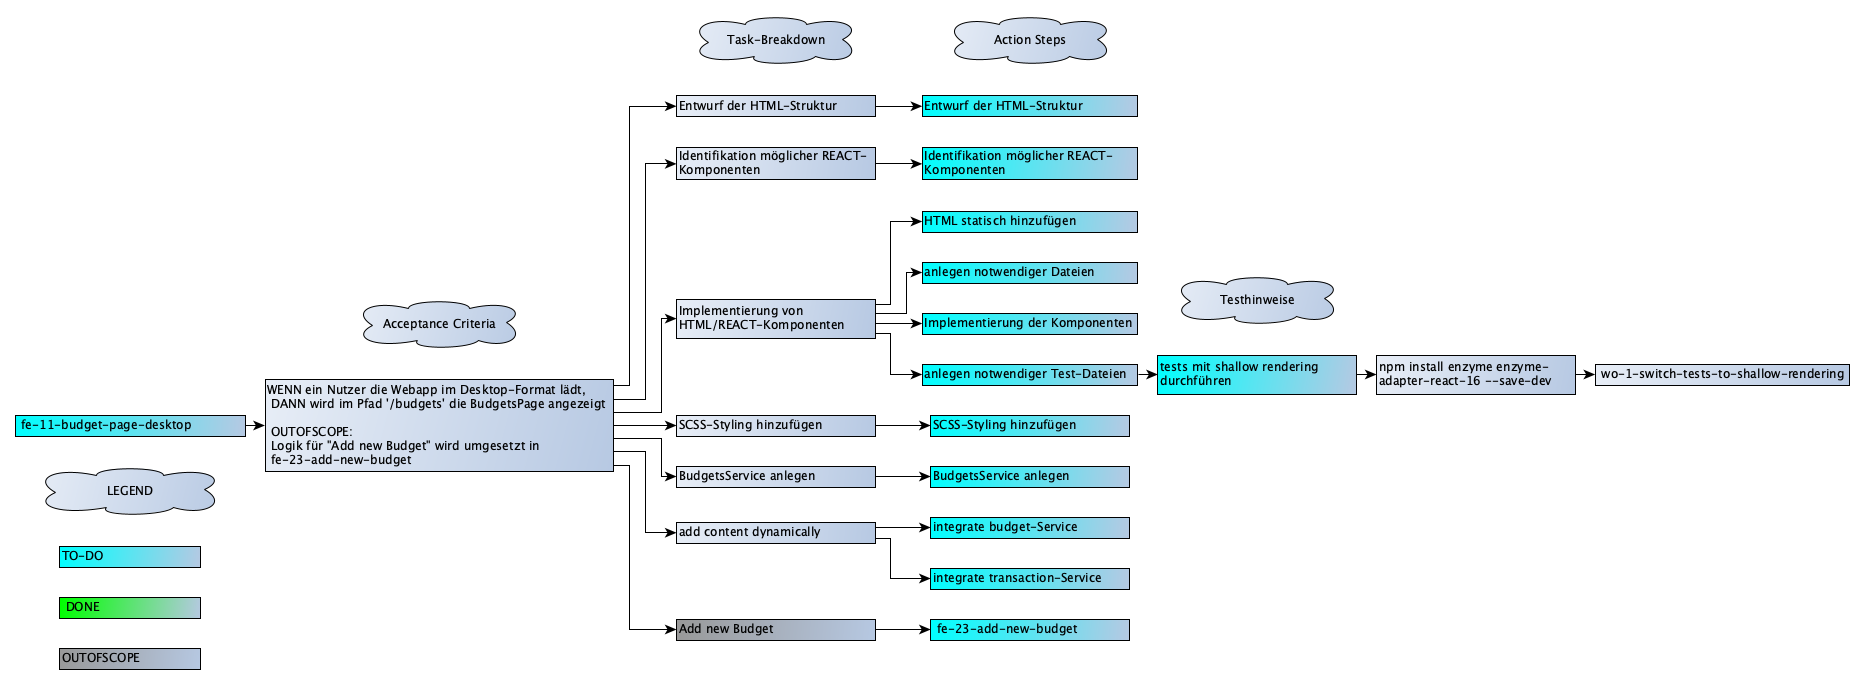 Task-Breakdown
Action Steps
Entwurf der HTML-Struktur
Entwurf der HTML-Struktur
Identifikation möglicher REACT-
Komponenten
Identifikation möglicher REACT-
Komponenten
HTML statisch hinzufügen
anlegen notwendiger Dateien
Implementierung von
HTML/REACT-Komponenten
Implementierung der Komponenten
Testhinweise
anlegen notwendiger Test-Dateien
tests mit shallow rendering
durchführen
npm install enzyme enzyme-
adapter-react-16 --save-dev
wo-1-switch-tests-to-shallow-rendering
Acceptance Criteria
fe-11-budget-page-desktop
WENN ein Nutzer die Webapp im Desktop-Format lädt,
DANN wird im Pfad '/budgets' die BudgetsPage angezeigt
OUTOFSCOPE:
Logik für "Add new Budget" wird umgesetzt in
fe-23-add-new-budget
SCSS-Styling hinzufügen
SCSS-Styling hinzufügen
BudgetsService anlegen
BudgetsService anlegen
add content dynamically
integrate budget-Service
integrate transaction-Service
Add new Budget
fe-23-add-new-budget
LEGEND
TO-DO
DONE
OUTOFSCOPE